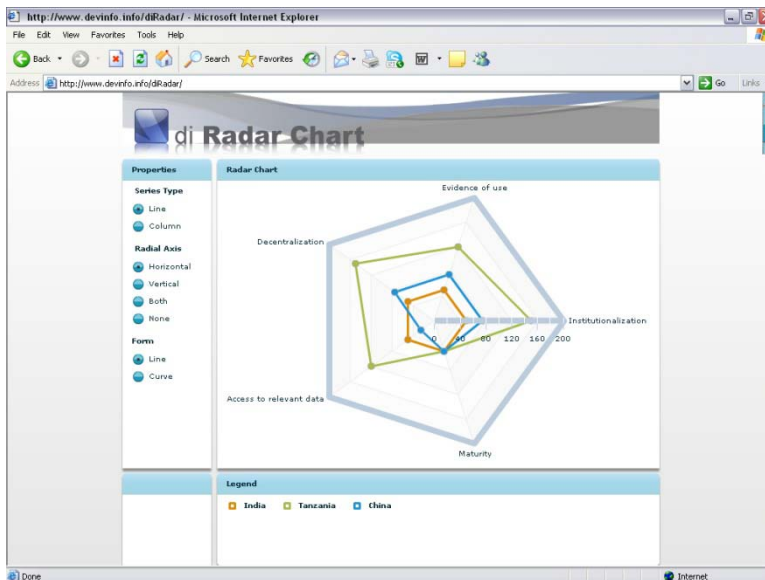 http://www.devinfo.info/diRadar/ - Microsoft Internet Explorer
File Edit View Favorites Tools Help
Back Search Favorites
Address http://www.devinfo.info/diRadar/ Go Links
di Radar Chart
Properties
Series Type
Line
Column
Radial Axis
Horizontal
Vertical
Both
None
Form
Line
Curve
Radar Chart
Evidence of use
Decentralization
Institutionalization
0 40 80 120 160 200
Access to relevant data
Maturity
Legend
India Tanzania China
Done Internet